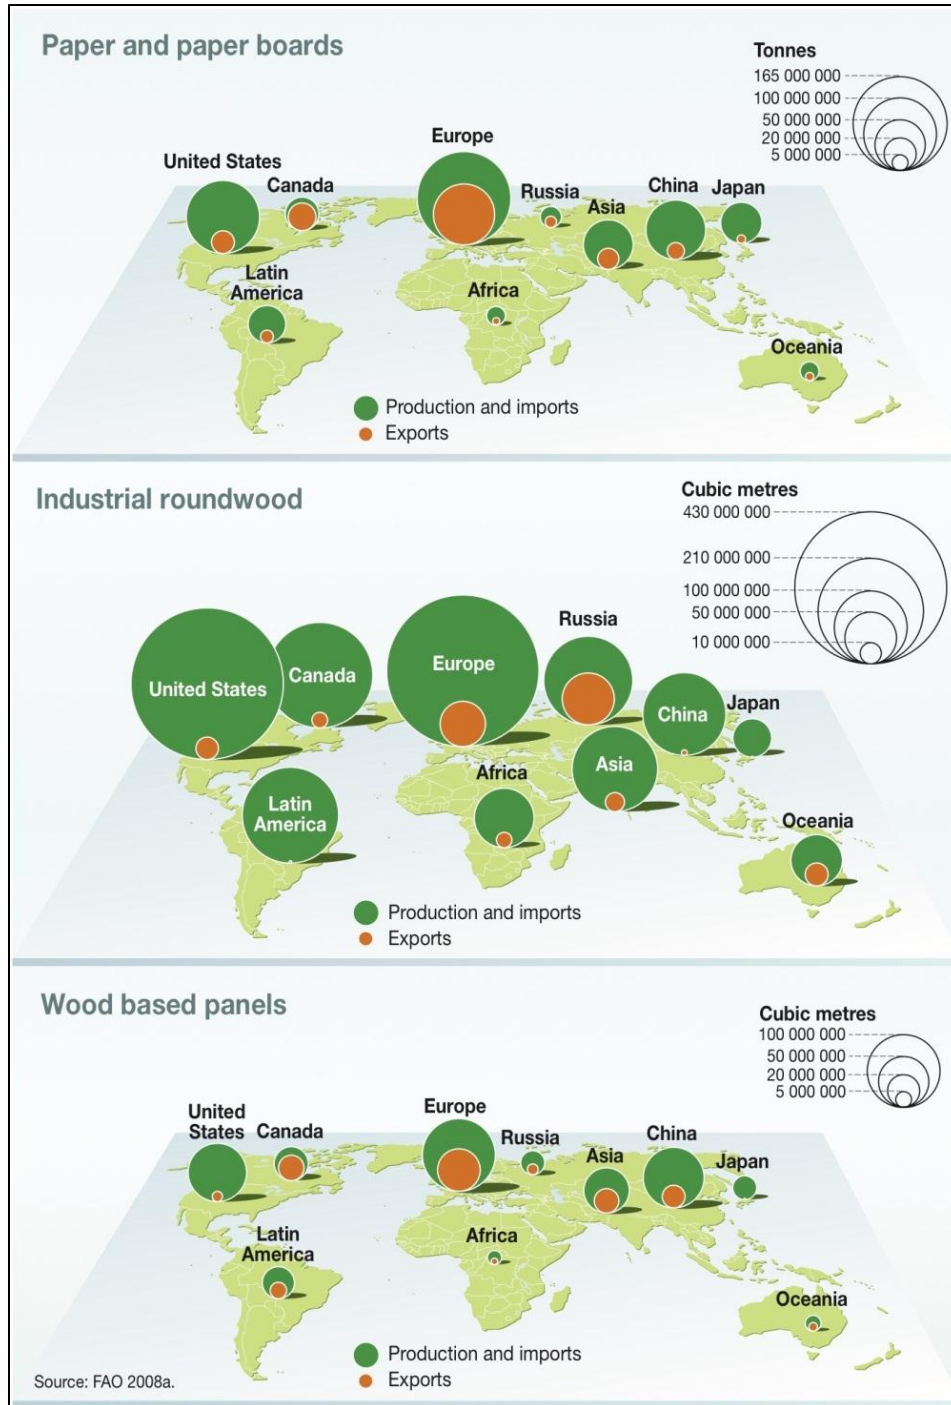 Paper and paper boards
Tonnes
165 000 000
100 000 000
50 000 000
20 000 000
5 000 000
Europe
United States
Canada
Russia
China
Japan
Asia
Latin
America
Africa
Oceania
Production and imports
Exports
Industrial roundwood
Cubic metres
430 000 000
210 000 000
100 000 000
50 000 000
10 000 000
Russia
Europe
Canada
United States
China
Japan
Asia
Africa
Latin
America
Oceania
Production and imports
Exports
Wood based panels
Cubic metres
100 000 000
50 000 000
20 000 000
5 000 000
United
States
Canada
Europe
Russia
China
Asia
Japan
Latin
America
Africa
Oceania
Production and imports
Exports
Source: FAO 2008a.